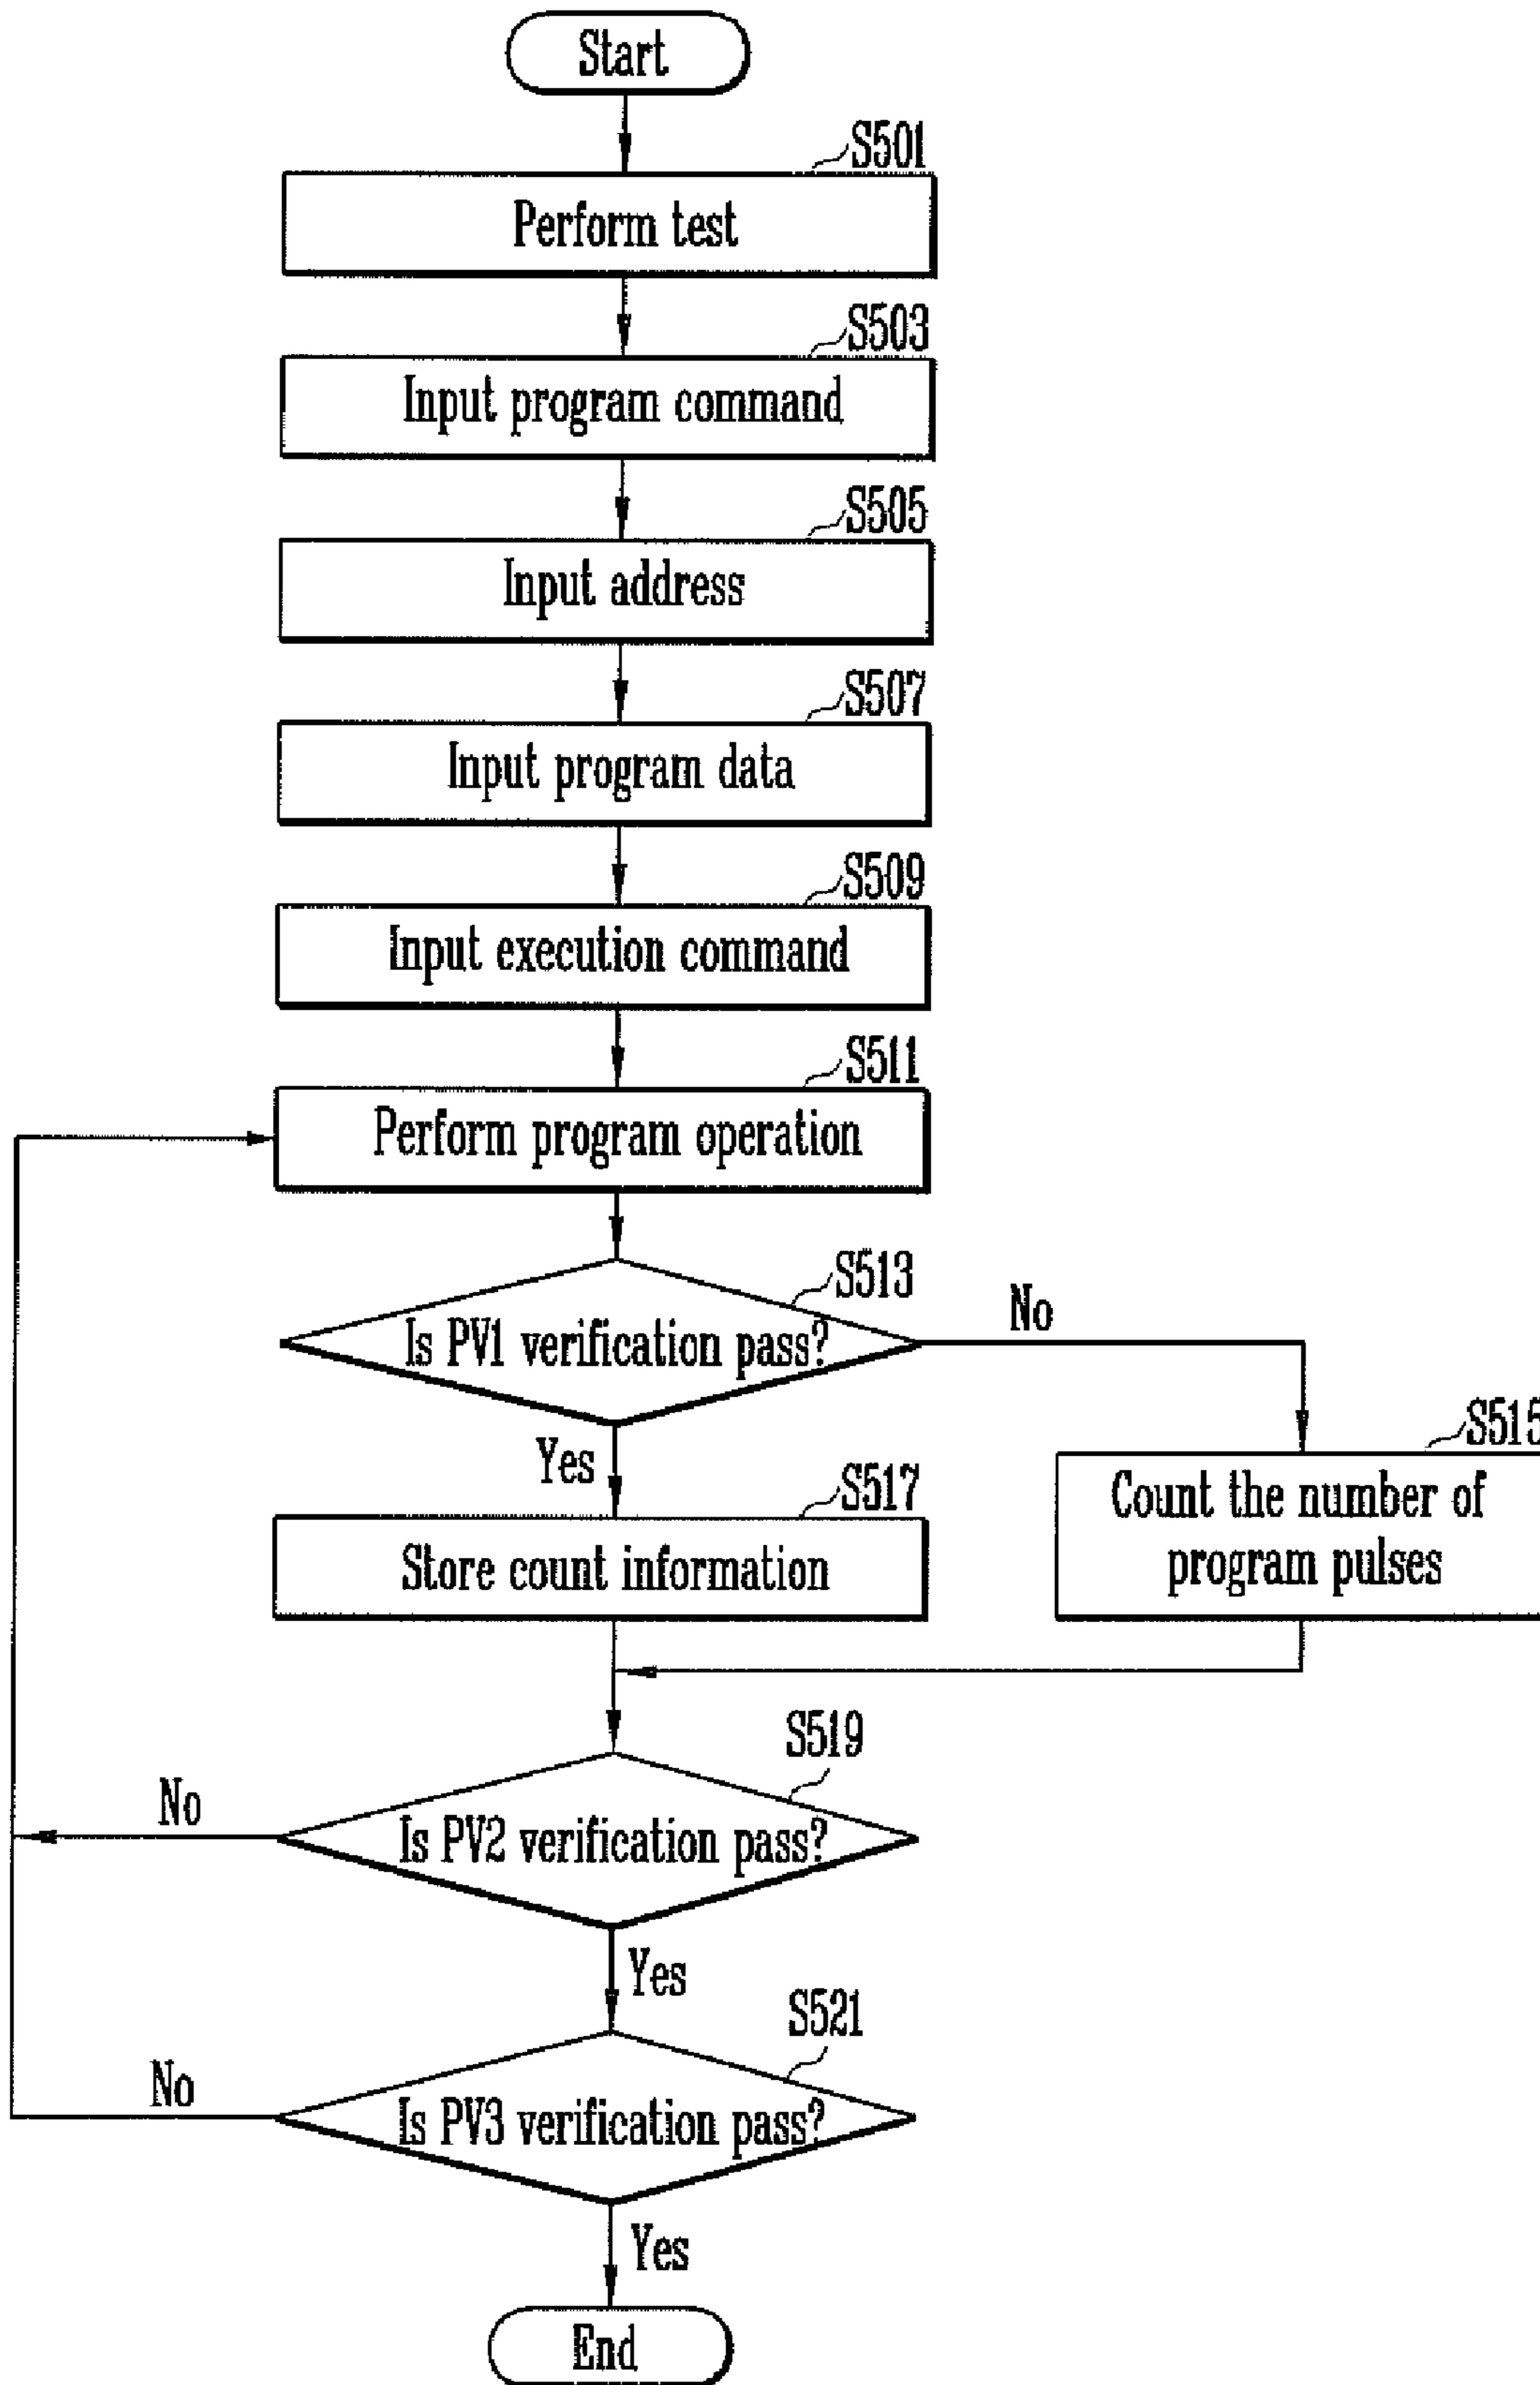 Start
S501
Perform test
S503
Input program command
S505
Input address
S507
Input program data
S509
Input execution command
S511
Perform program operation
S513
Is PV1 verification pass?
No
Yes
S515
Count the number of
program pulses
S517
Store count information
S519
No
Is PV2 verification pass?
Yes
S521
No
Is PV3 verification pass?
Yes
End